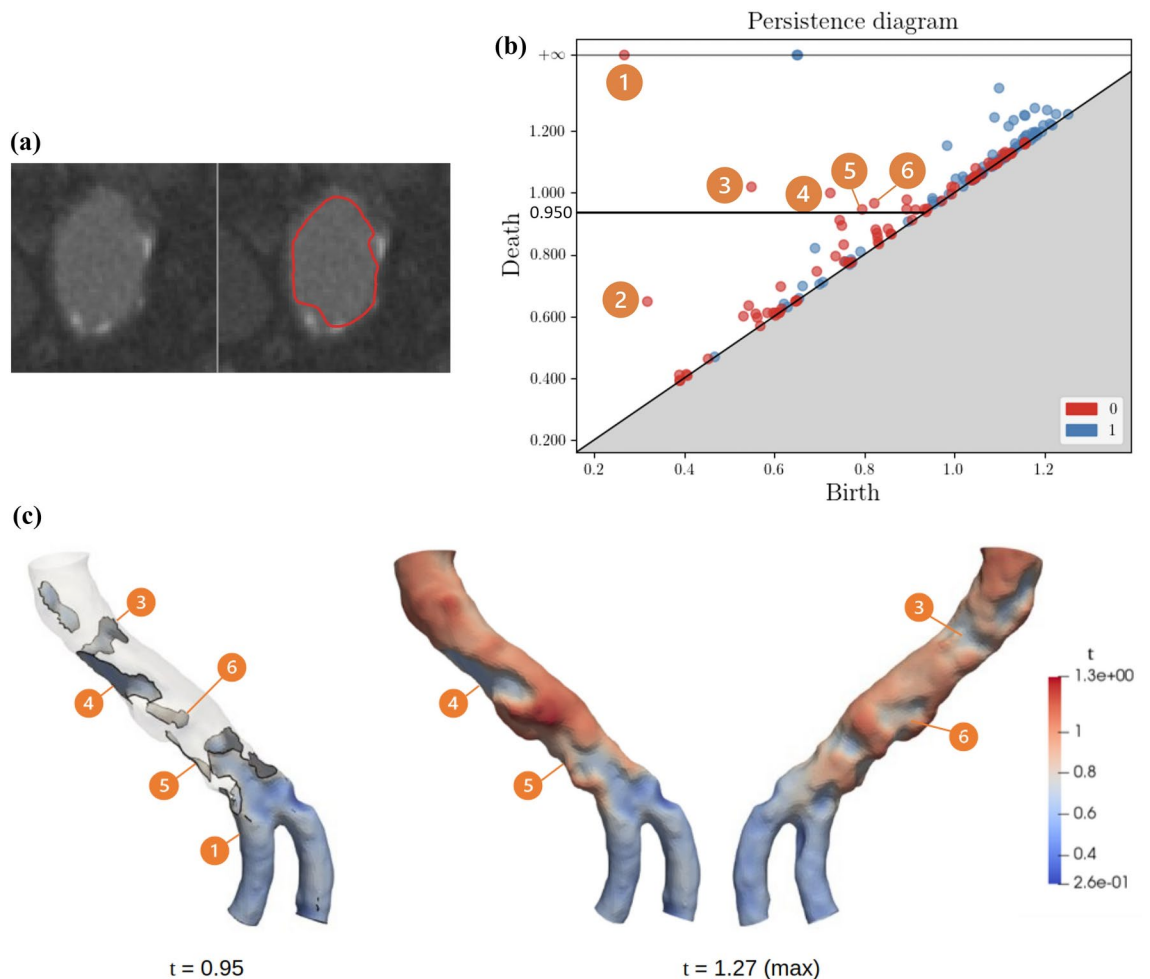 (a)
(b)
Persistence diagram
+∞
1.200
1.000
0.950
0.800
0.600
0.400
0.200
Death
1
2
3
4
5
6
0
1
0.2 0.4 0.6 0.8 1.0 1.2
Birth
(c)
3
6
4
5
1
t = 0.95
4
5
3
6
t = 1.27 (max)
t
1.3e+00
1
0.8
0.6
0.4
2.6e-01